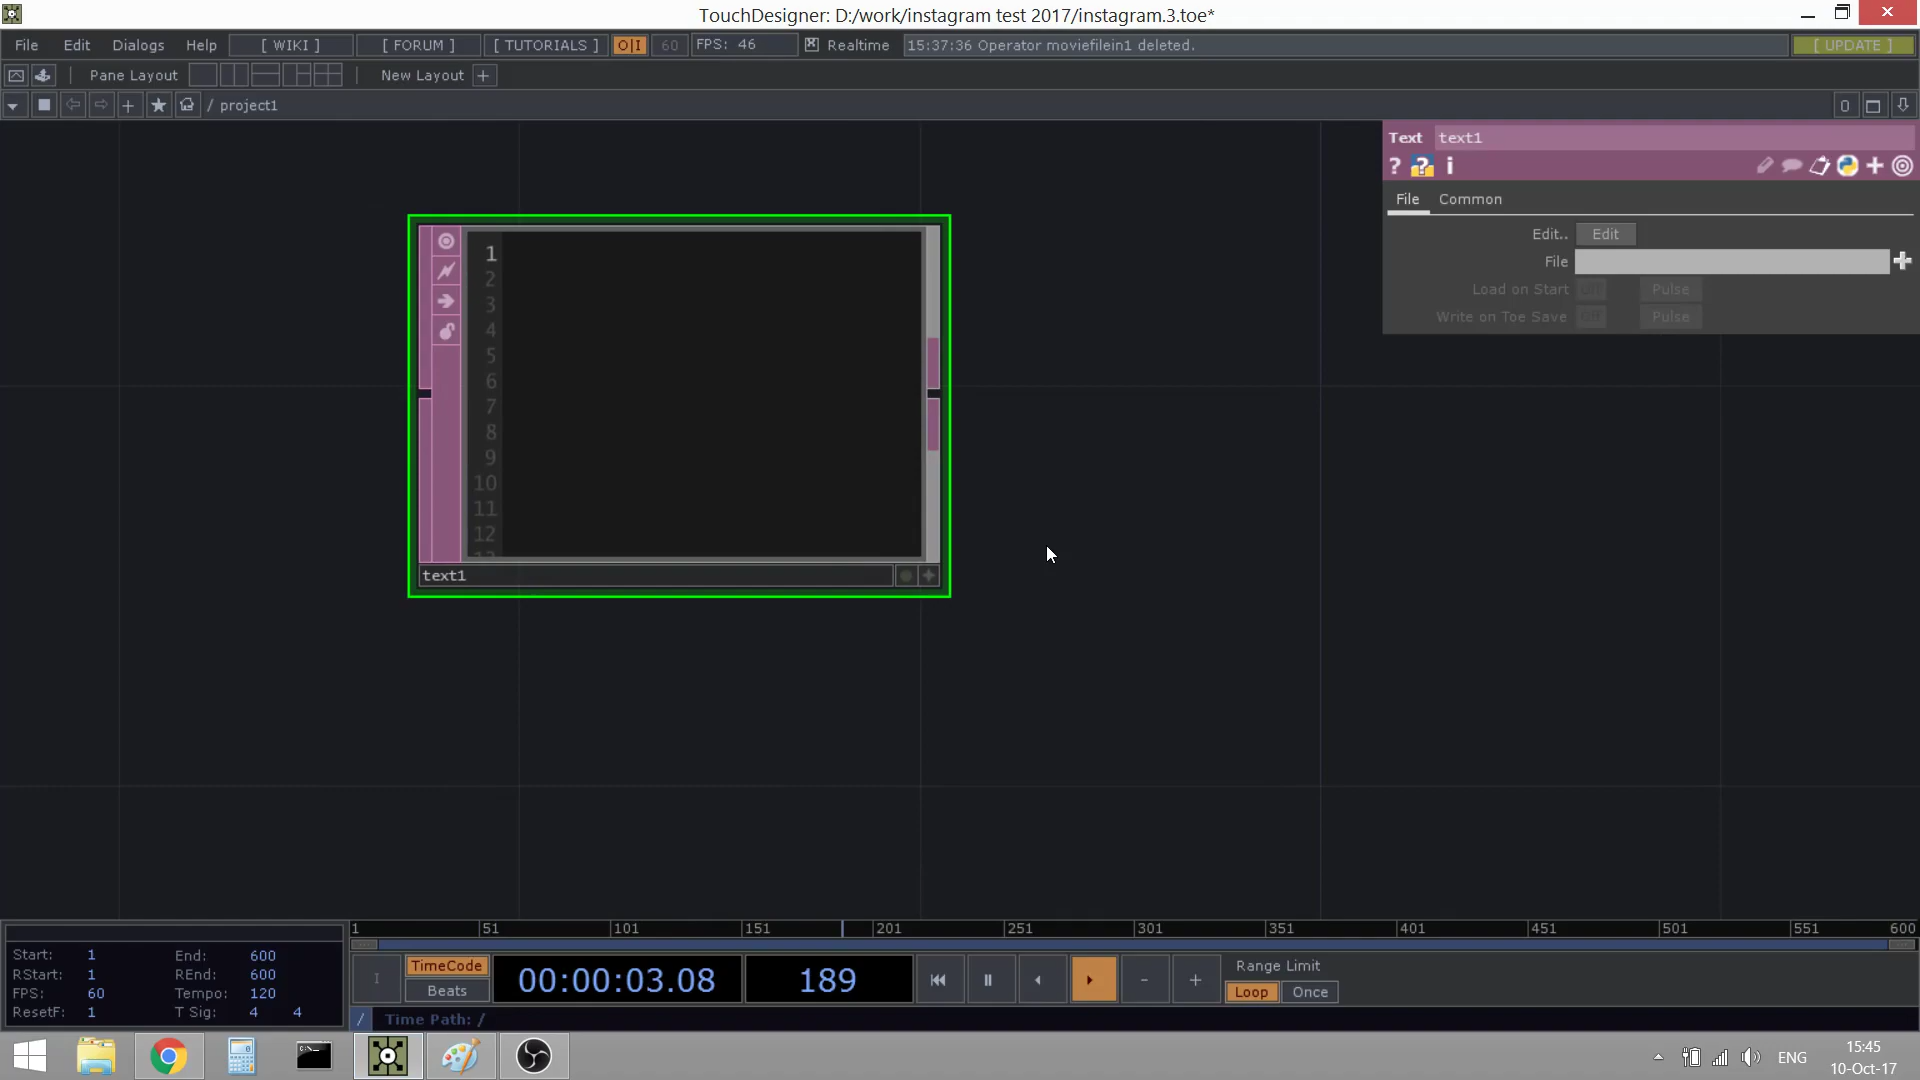 TouchDesigner: D:/work/instagram test 2017/instagram.3.toe*
File Edit Dialogs Help [ WIKI ] [ FORUM ] [ TUTORIALS ] O|I 60 FPS: 46 Realtime 15:37:36 Operator moviefilein1 deleted. [ UPDATE ]
Pane Layout New Layout +
/ project1 0
Text text1
? ? i
File Common
Edit.. Edit
File
Load on Start Off Pulse
Write on Toe Save Off Pulse
1
2
3
4
5
6
7
8
9
10
11
12
13
text1
1 51 101 151 201 251 301 351 401 451 501 551 600
Start: 1 End: 600
RStart: 1 REnd: 600
FPS: 60 Tempo: 120
ResetF: 1 T Sig: 4 4
I TimeCode Beats 00:00:03.08 189 - + Range Limit
Loop Once
/ Time Path: /
ENG
15:45
10-Oct-17